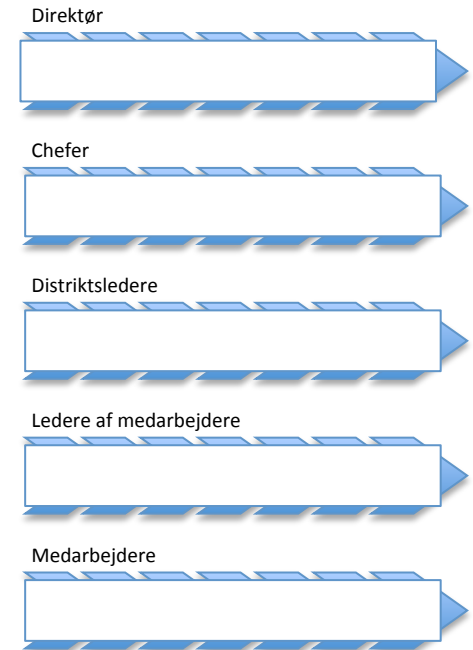 Direktør
Chefer
Distriktsledere
Ledere af medarbejdere
Medarbejdere